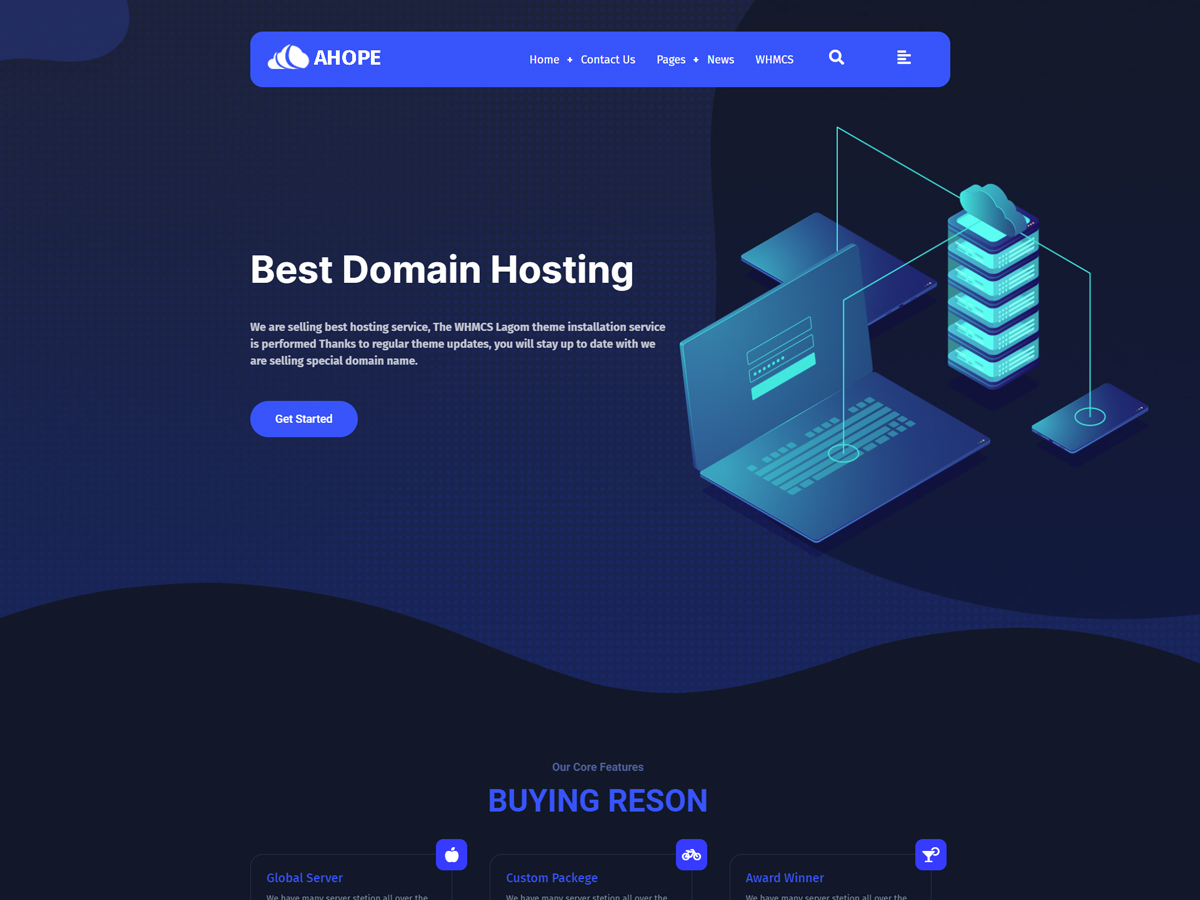 AHOPE
Home + Contact Us Pages + News WHMCS
Best Domain Hosting
We are selling best hosting service, The WHMCS Lagom theme installation service
is performed Thanks to regular theme updates, you will stay up to date with we
are selling special domain name.
Get Started
Our Core Features
BUYING RESON
Global Server
Custom Packege
Award Winner
We have many server stetion all over the
We have many server stetion all over the
We have many server stetion all over the